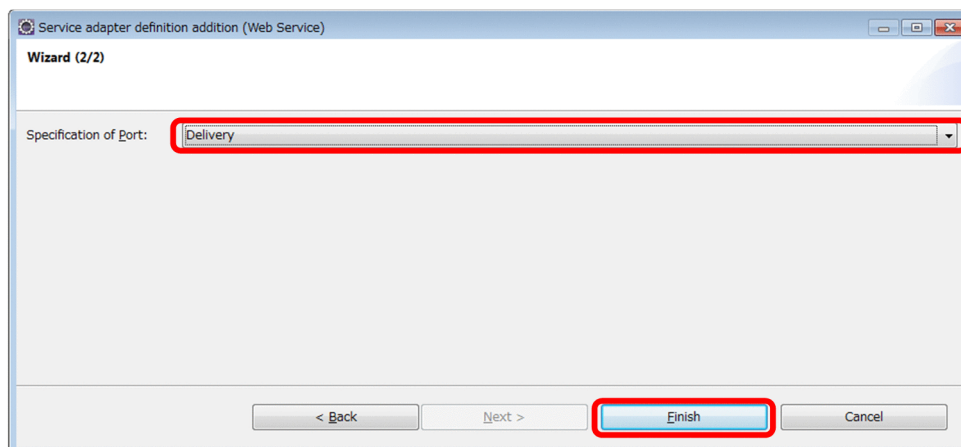 Service adapter definition addition (Web Service)
Wizard (2/2)
Specification of Port: Delivery
< Back Next > Finish Cancel